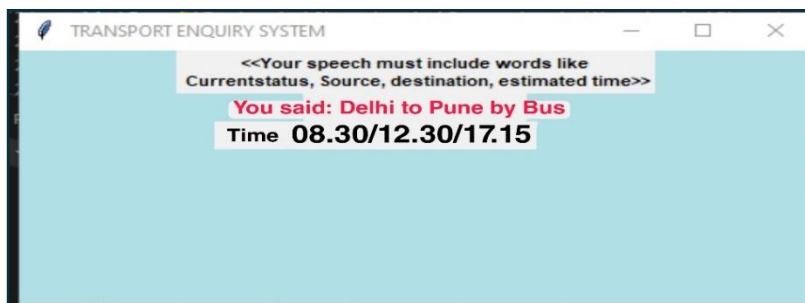 TRANSPORT ENQUIRY SYSTEM
<<Your speech must include words like
Currentstatus, Source, destination, estimated time>>
You said: Delhi to Pune by Bus
Time 08.30/12.30/17.15